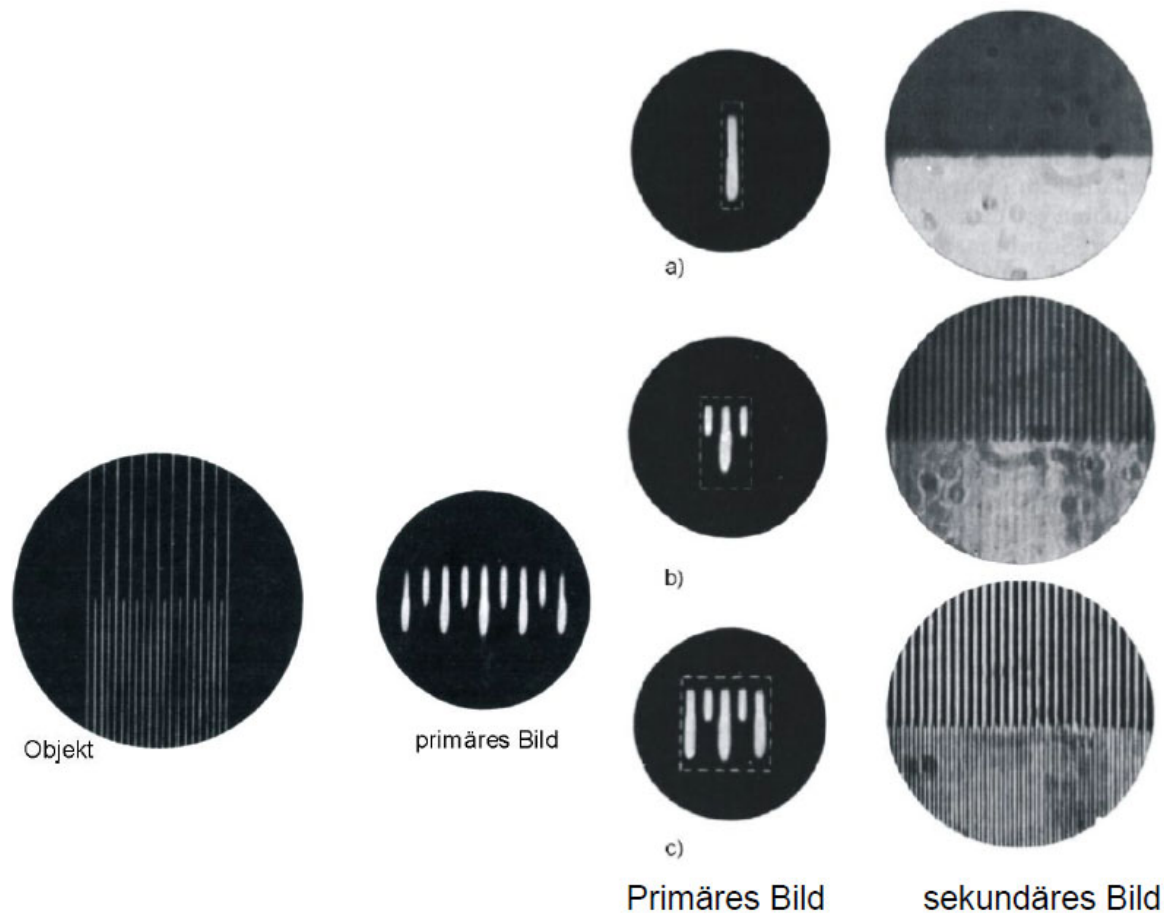 a)
b)
Objekt
primäres Bild
c)
Primäres Bild
sekundäres Bild